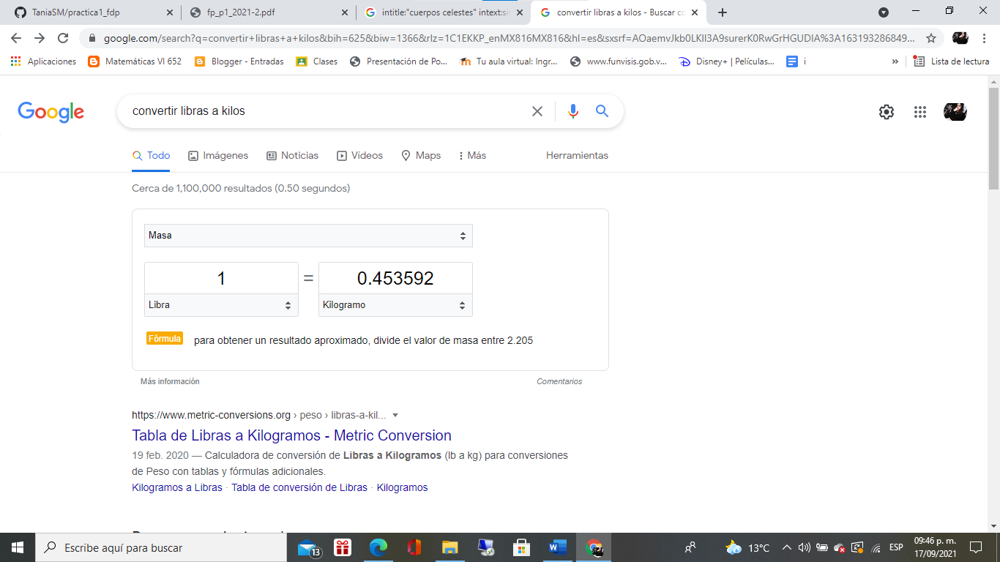 TaniaSM/practica1_fdp
fp_p1_2021-2.pdf
intitle:"cuerpos celestes" intext:si
convertir libras a kilos - Buscar co
google.com/search?q=convertir+libras+a+kilos&bih=625&biw=1366&rlz=1C1EKKP_enMX816MX816&hl=es&sxsrf=AOaemvJkb0LKlI3A9surerK0RwGrHGUDIA%3A163193286849...
Aplicaciones
Matemáticas VI 652
Blogger - Entradas
Clases
Presentación de Po...
Tu aula virtual: Ingr...
www.funvisis.gob.v...
Disney+ | Películas...
i
»
Lista de lectura
Google
convertir libras a kilos
Todo
Imágenes
Noticias
Vídeos
Maps
Más
Herramientas
Cerca de 1,100,000 resultados (0.50 segundos)
Masa
1 = 0.453592
Libra
Kilogramo
Fórmula para obtener un resultado aproximado, divide el valor de masa entre 2.205
Más información
Comentarios
https://www.metric-conversions.org › peso › libras-a-kil...
Tabla de Libras a Kilogramos - Metric Conversion
19 feb. 2020 — Calculadora de conversión de Libras a Kilogramos (lb a kg) para conversiones
de Peso con tablas y fórmulas adicionales.
Kilogramos a Libras · Tabla de conversión de Libras · Kilogramos
Escribe aquí para buscar
13
13°C
ESP
09:46 p. m.
17/09/2021